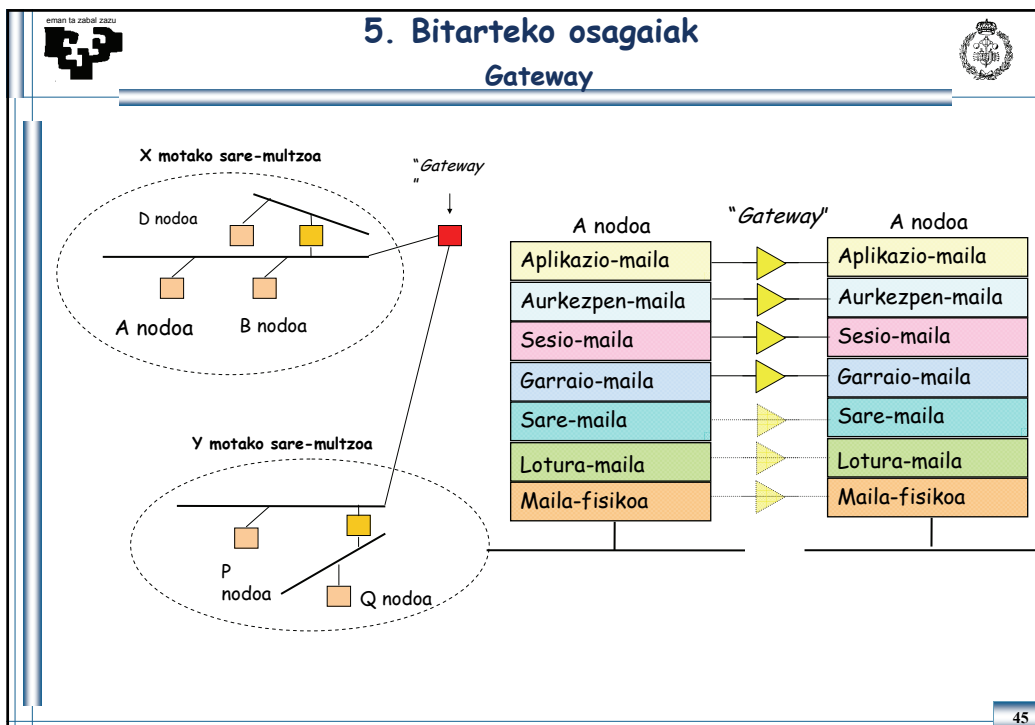 eman ta zabal zazu
5. Bitarteko osagaiak
Gateway
X motako sare-multzoa
"Gateway
"
D nodoa
A nodoa
B nodoa
Y motako sare-multzoa
P
nodoa
Q nodoa
A nodoa
"Gateway"
A nodoa
Aplikazio-maila
Aplikazio-maila
Aurkezpen-maila
Aurkezpen-maila
Sesio-maila
Sesio-maila
Garraio-maila
Garraio-maila
Sare-maila
Sare-maila
Lotura-maila
Lotura-maila
Maila-fisikoa
Maila-fisikoa
45